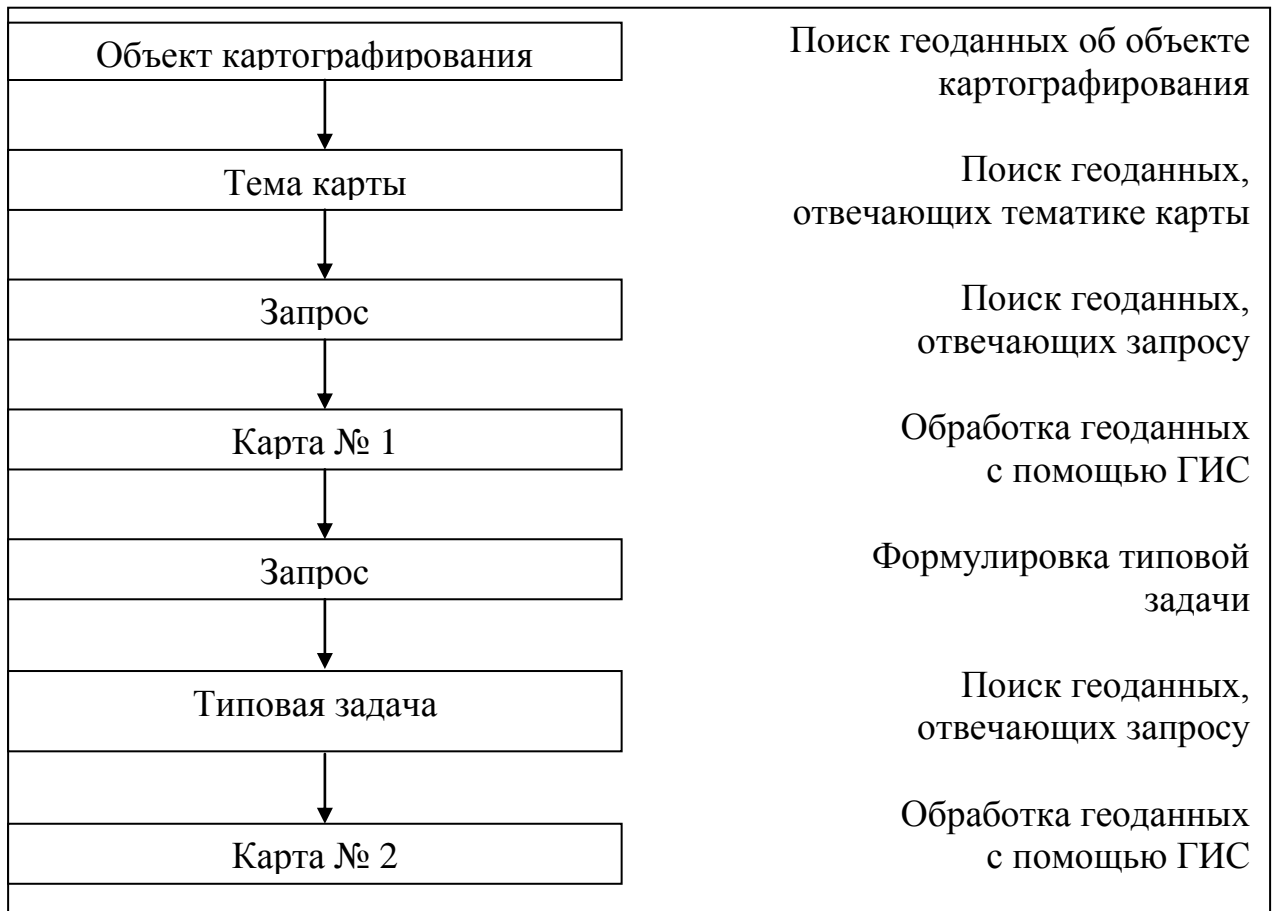 Объект картографирования
Поиск геоданных об объекте
картографирования
Тема карты
Поиск геоданных,
отвечающих тематике карты
Запрос
Поиск геоданных,
отвечающих запросу
Карта № 1
Обработка геоданных
с помощью ГИС
Запрос
Формулировка типовой
задачи
Типовая задача
Поиск геоданных,
отвечающих запросу
Карта № 2
Обработка геоданных
с помощью ГИС